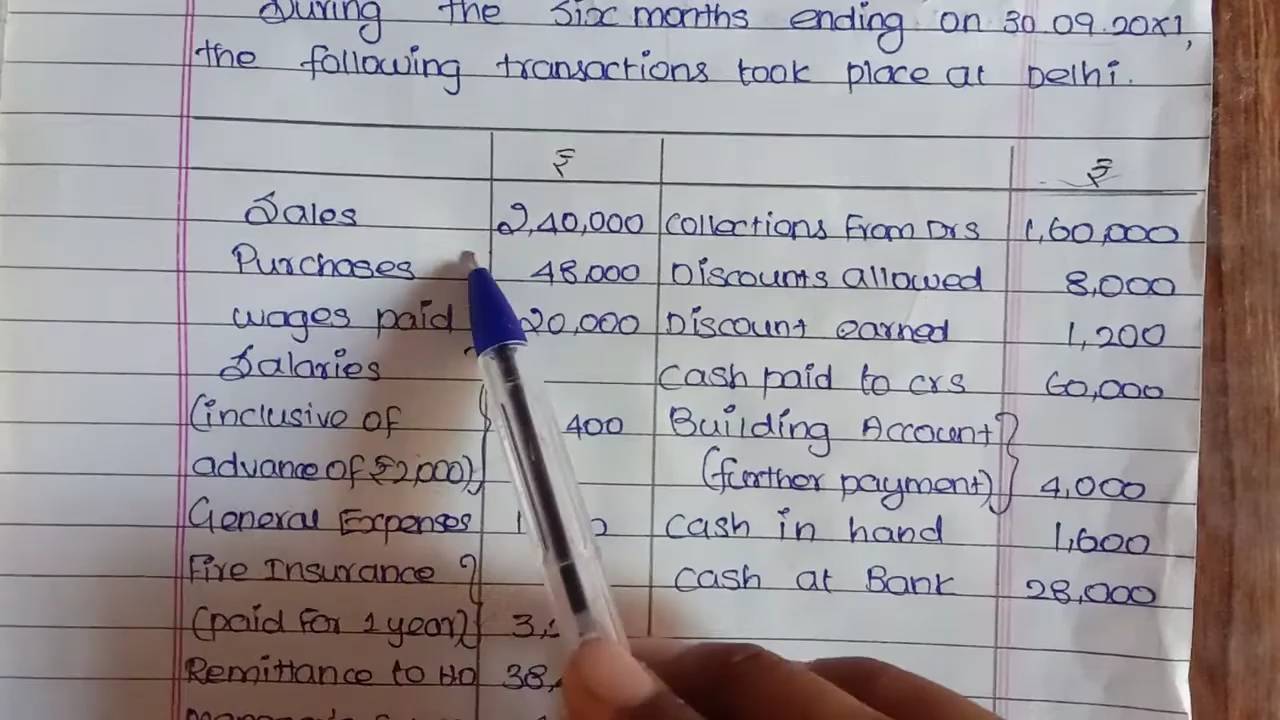 During the six months ending on 30.09.20x1,
the following transactions took place at Delhi.
₹ ₹
Sales 2,40,000 Collections From Drs 1,60,000
Purchases 48,000 Discounts allowed 8,000
wages paid 20,000 Discount earned 1,200
Salaries Cash paid to crs 60,000
(inclusive of 400 Building Account
advance of ₹2,000) (further payment) 4,000
General Expenses Cash in hand 1,600
Fire Insurance Cash at Bank 28,000
(paid for 1 year)
Remittance to HO